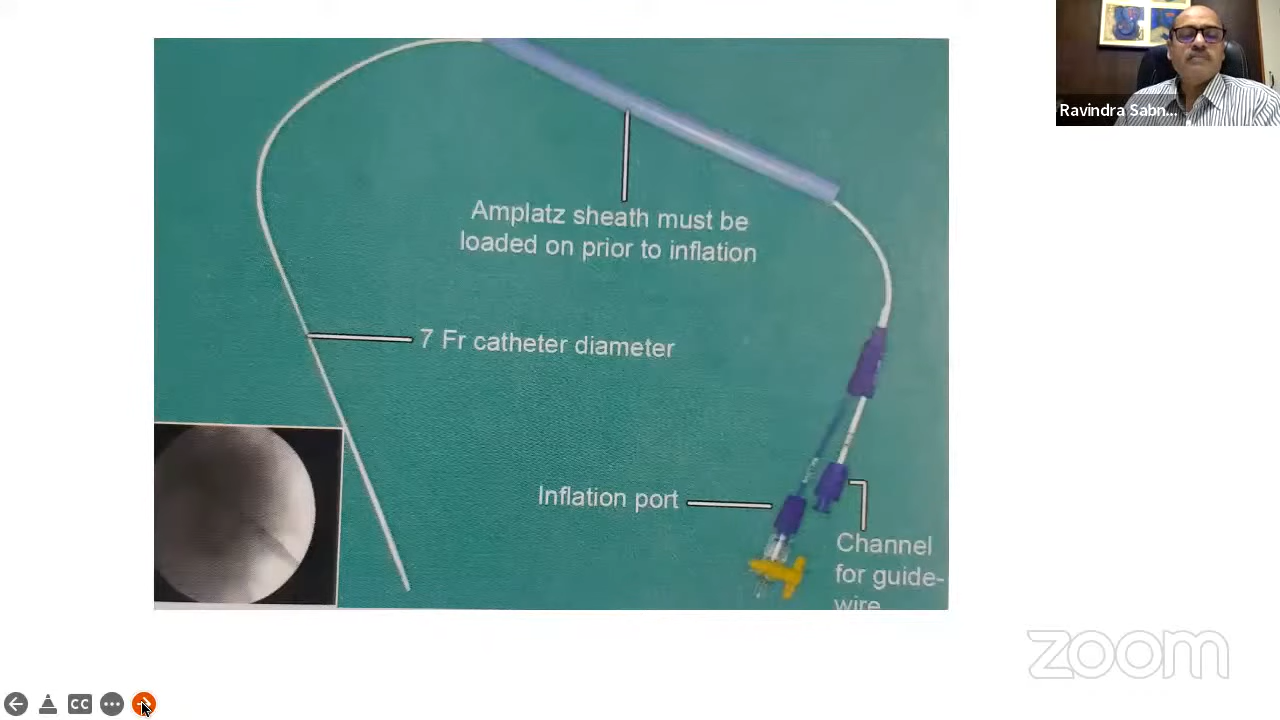 Ravindra Sabn...
Amplatz sheath must be
loaded on prior to inflation
7 Fr catheter diameter
Inflation port
Channel
for guide-
wire
CC
zoom